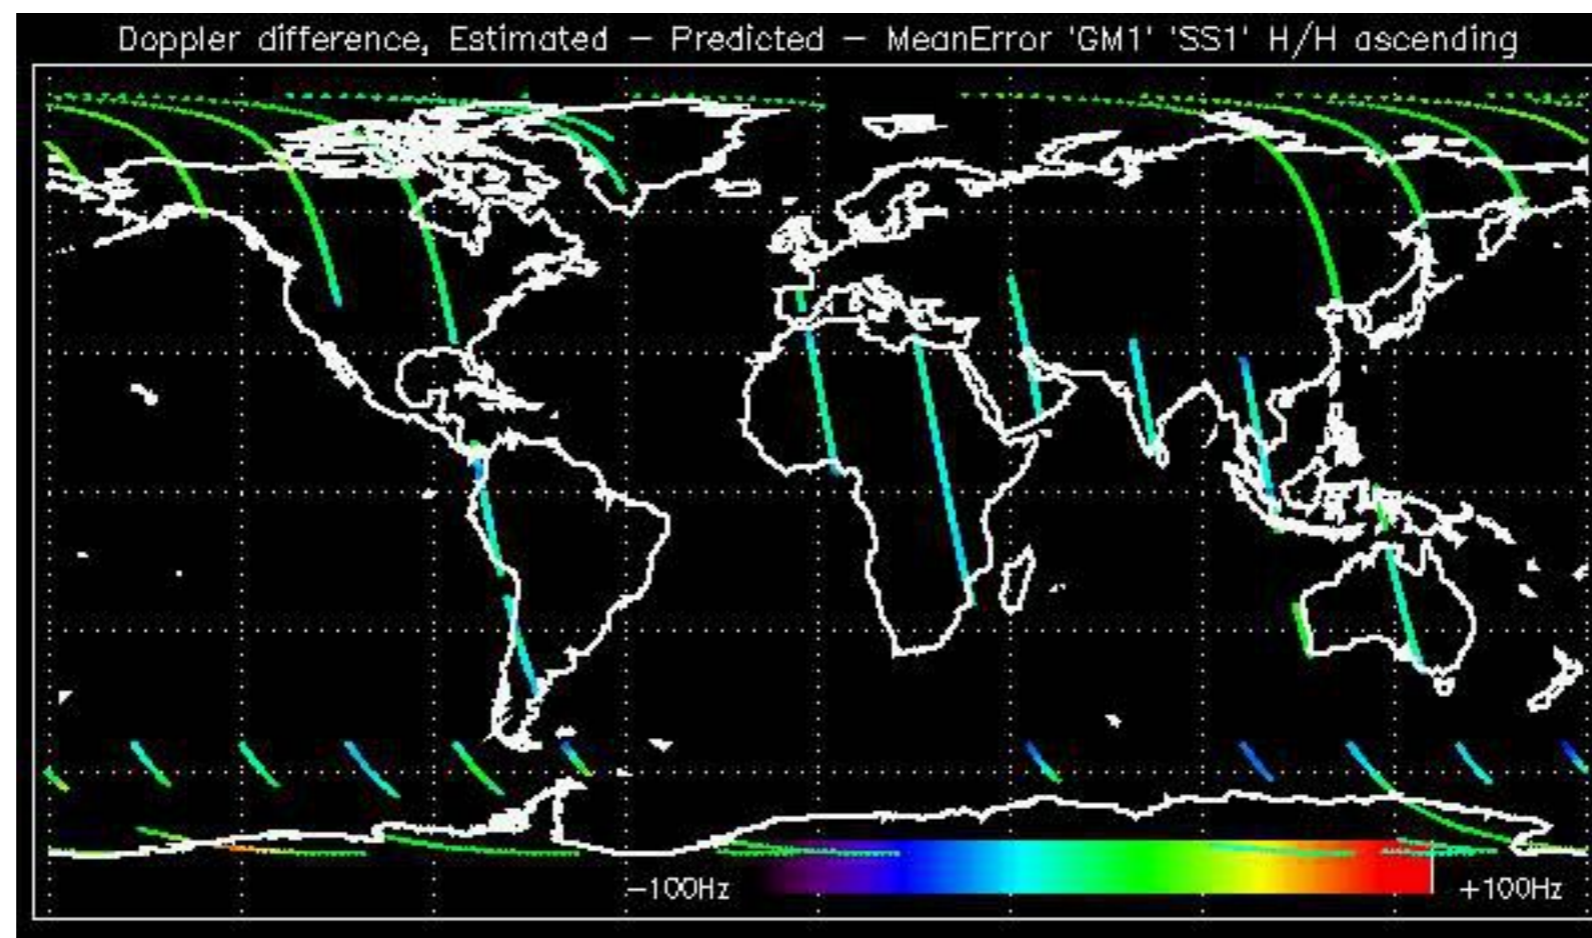 Doppler difference, Estimated − Predicted − MeanError 'GM1' 'SS1' H/H ascending
−100Hz
+100Hz